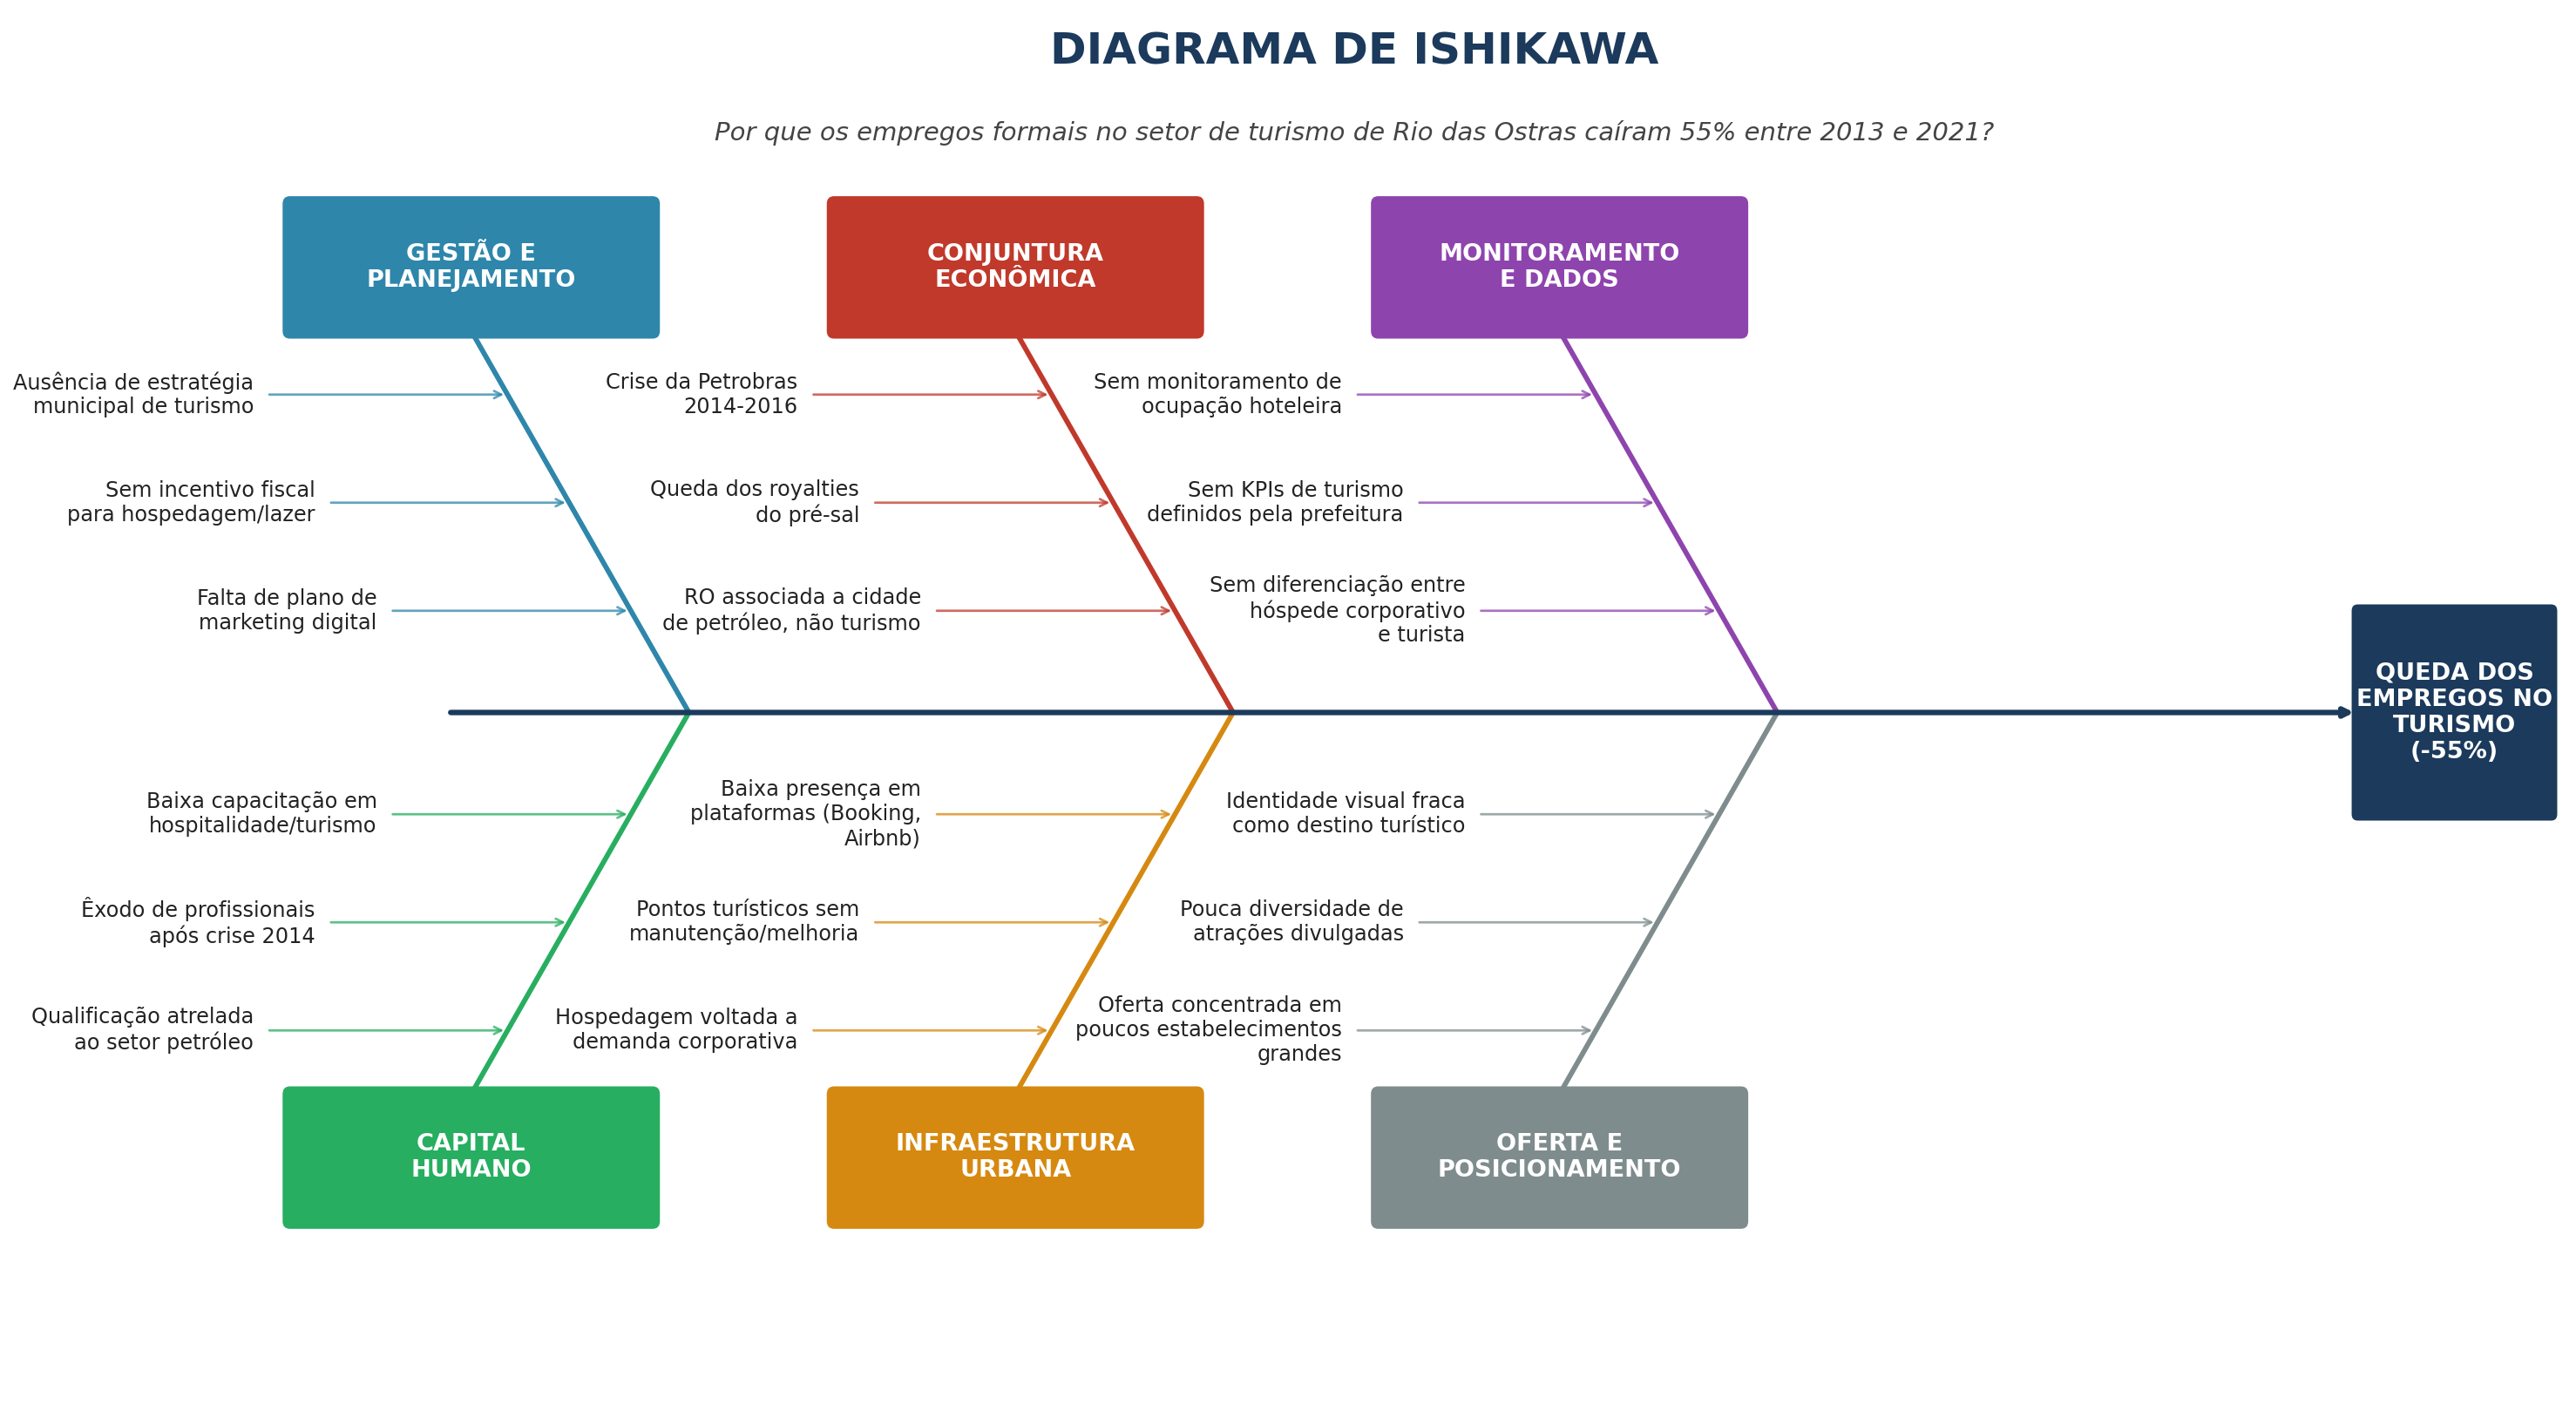 DIAGRAMA DE ISHIKAWA
Por que os empregos formais no setor de turismo de Rio das Ostras caíram 55% entre 2013 e 2021?
GESTÃO E
PLANEJAMENTO
CONJUNTURA
ECONÔMICA
MONITORAMENTO
E DADOS
Ausência de estratégia
municipal de turismo
Sem incentivo fiscal
para hospedagem/lazer
Falta de plano de
marketing digital
Crise da Petrobras
2014-2016
Queda dos royalties
do pré-sal
RO associada a cidade
de petróleo, não turismo
Sem monitoramento de
ocupação hoteleira
Sem KPIs de turismo
definidos pela prefeitura
Sem diferenciação entre
hóspede corporativo
e turista
QUEDA DOS
EMPREGOS NO
TURISMO
(-55%)
Baixa capacitação em
hospitalidade/turismo
Êxodo de profissionais
após crise 2014
Qualificação atrelada
ao setor petróleo
Baixa presença em
plataformas (Booking,
Airbnb)
Pontos turísticos sem
manutenção/melhoria
Hospedagem voltada a
demanda corporativa
Identidade visual fraca
como destino turístico
Pouca diversidade de
atrações divulgadas
Oferta concentrada em
poucos estabelecimentos
grandes
CAPITAL
HUMANO
INFRAESTRUTURA
URBANA
OFERTA E
POSICIONAMENTO